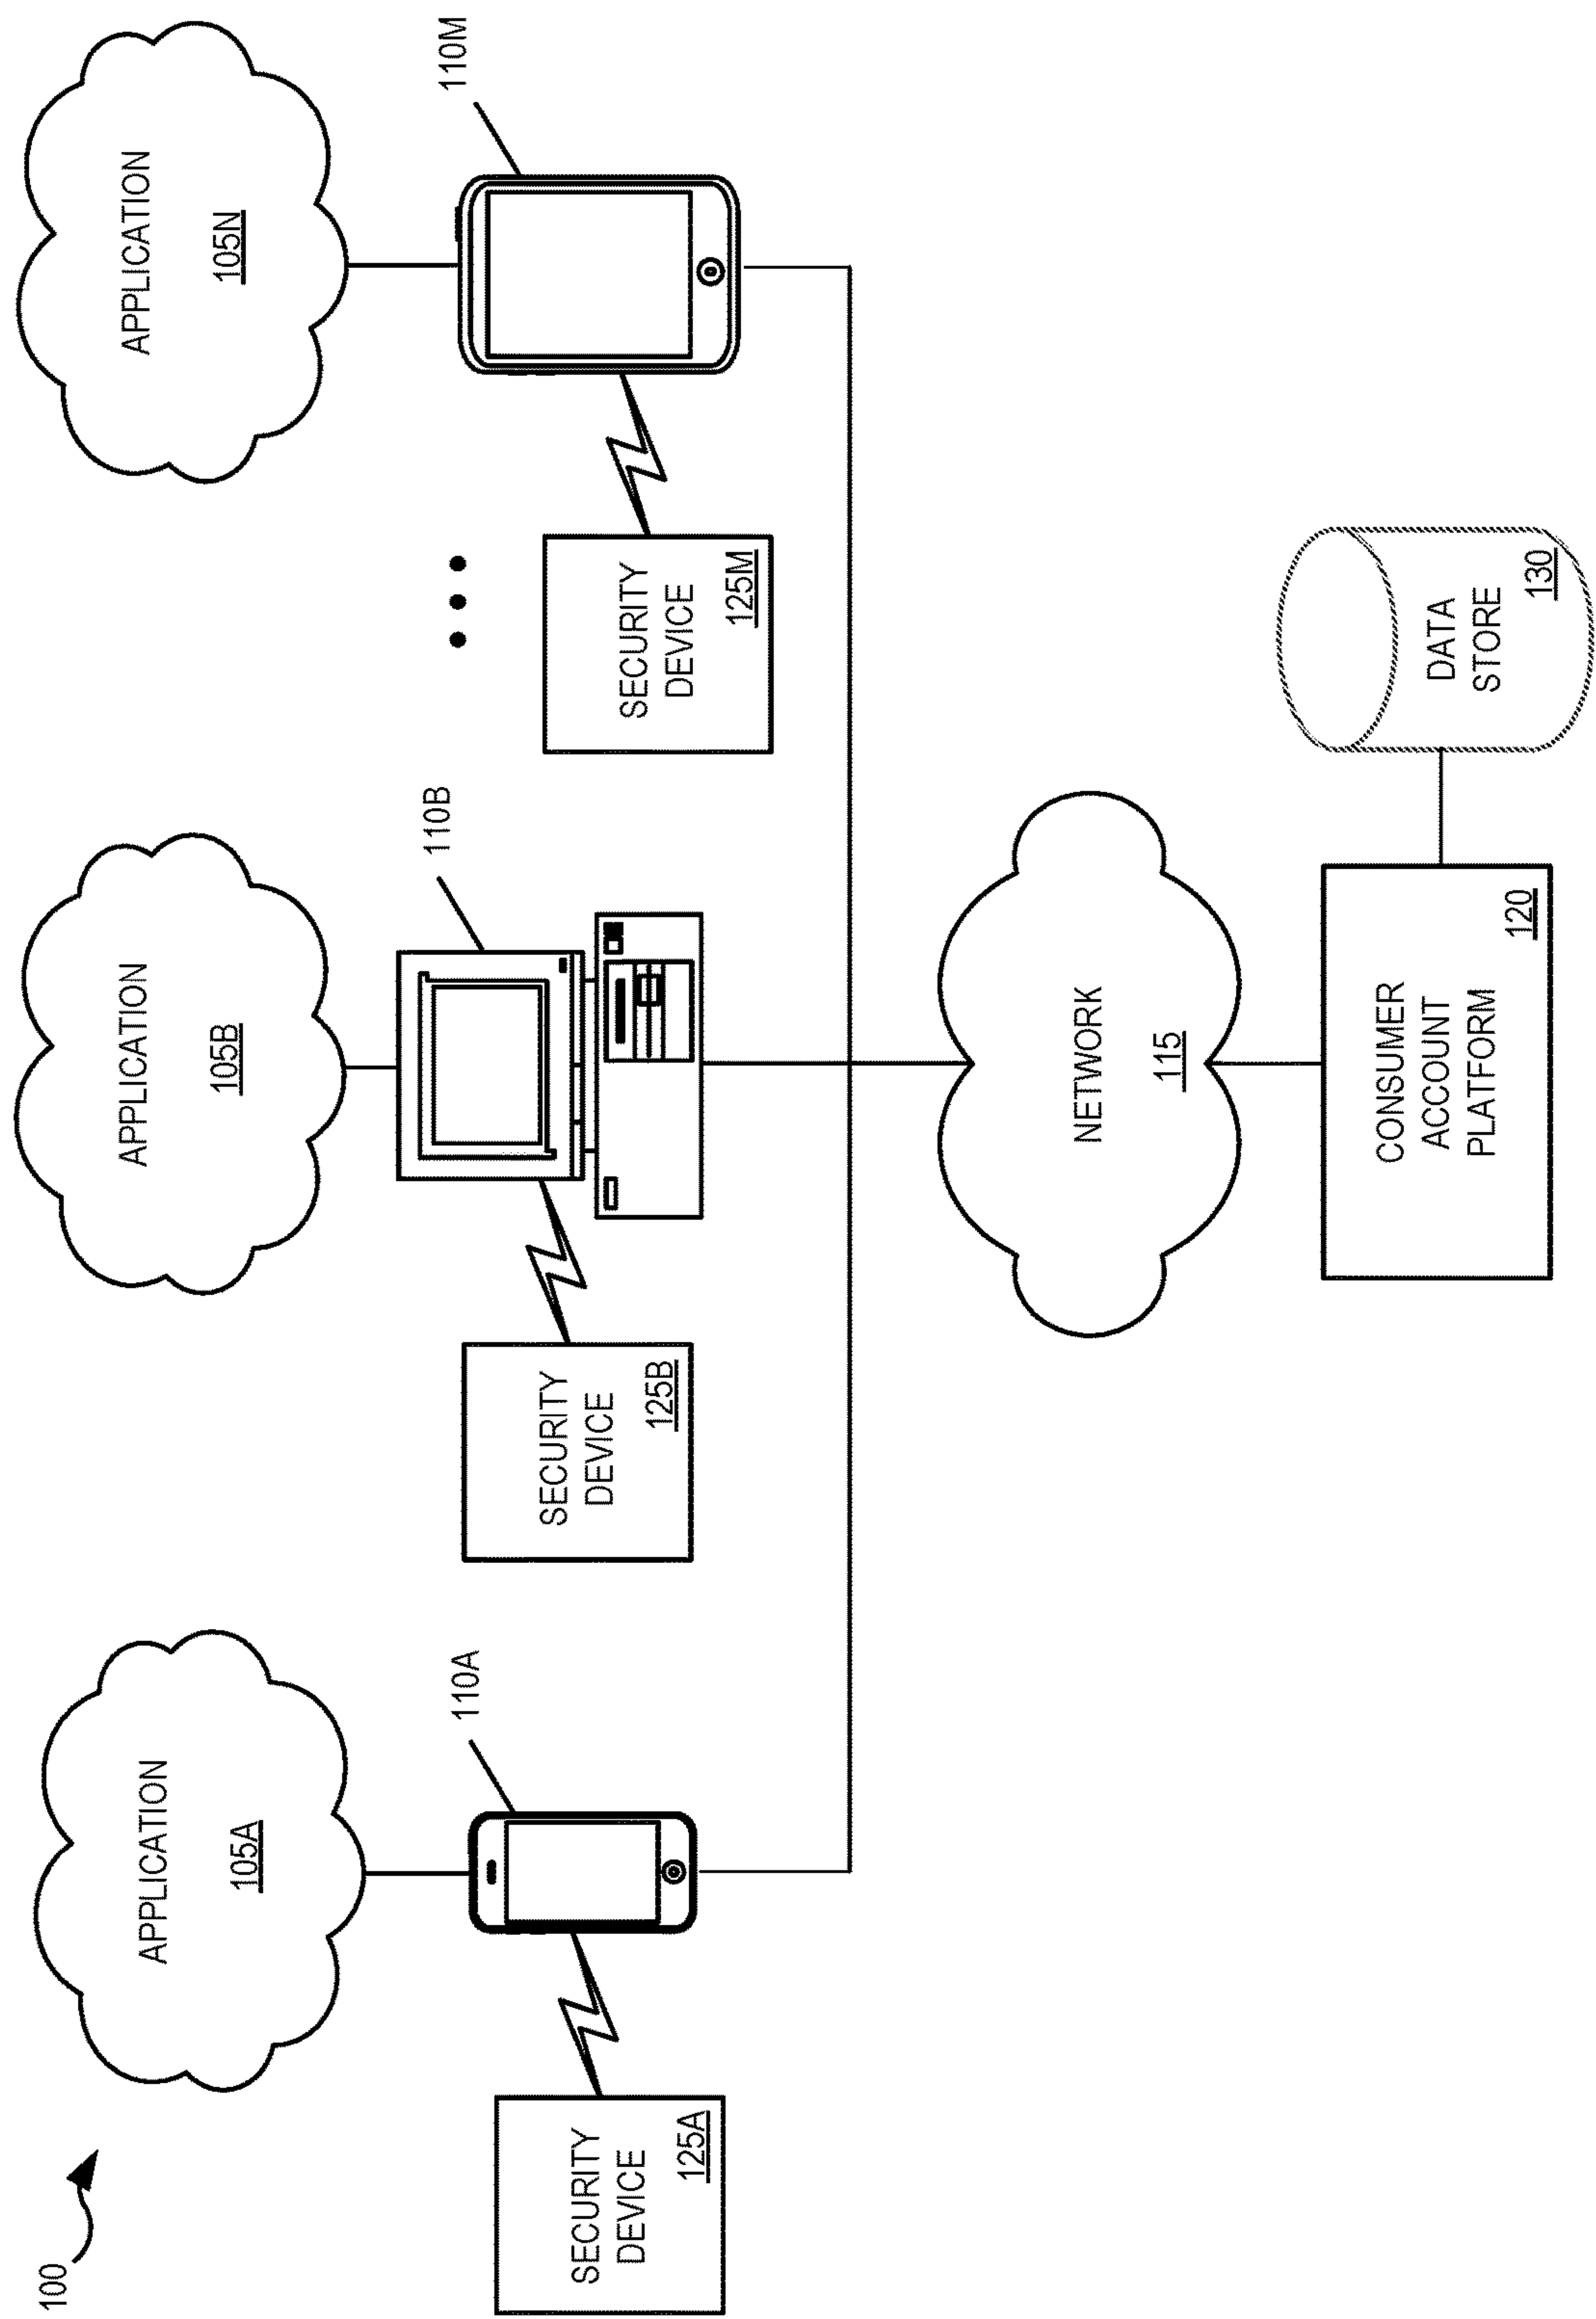 100
APPLICATION
105A
APPLICATION
105B
APPLICATION
105N
110A
110B
110M
SECURITY
DEVICE
125A
SECURITY
DEVICE
125B
SECURITY
DEVICE
125M
NETWORK
115
CONSUMER
ACCOUNT
PLATFORM
120
DATA
STORE
130